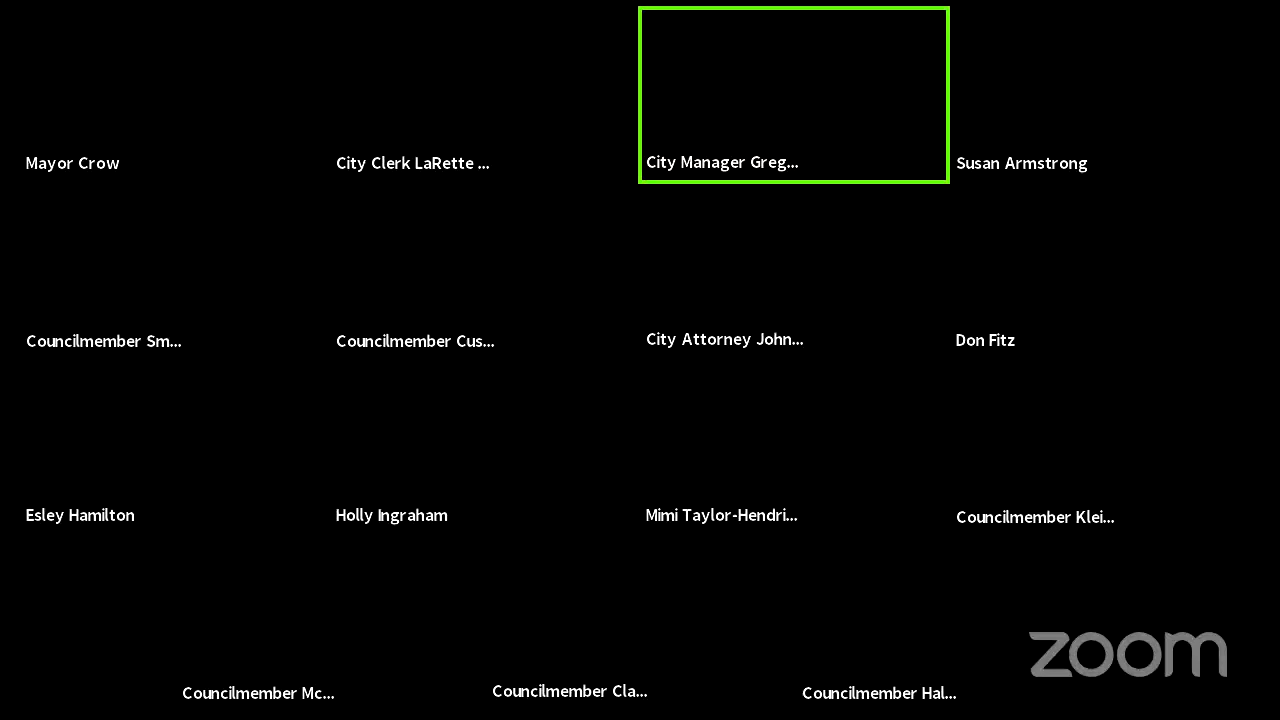 Mayor Crow
City Clerk LaRette ...
City Manager Greg...
Susan Armstrong
Councilmember Sm...
Councilmember Cus...
City Attorney John...
Don Fitz
Esley Hamilton
Holly Ingraham
Mimi Taylor-Hendri...
Councilmember Klei...
zoom
Councilmember Mc...
Councilmember Cla...
Councilmember Hal...